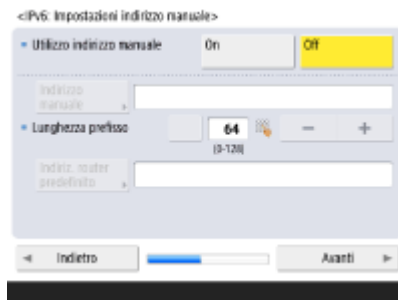 <IPv6: Impostazioni indirizzo manuale>
Utilizzo indirizzo manuale On Off
Indirizzo
manuale
Lunghezza prefisso 64 − +
(0-128)
Indiriz. router
predefinito
Indietro Avanti